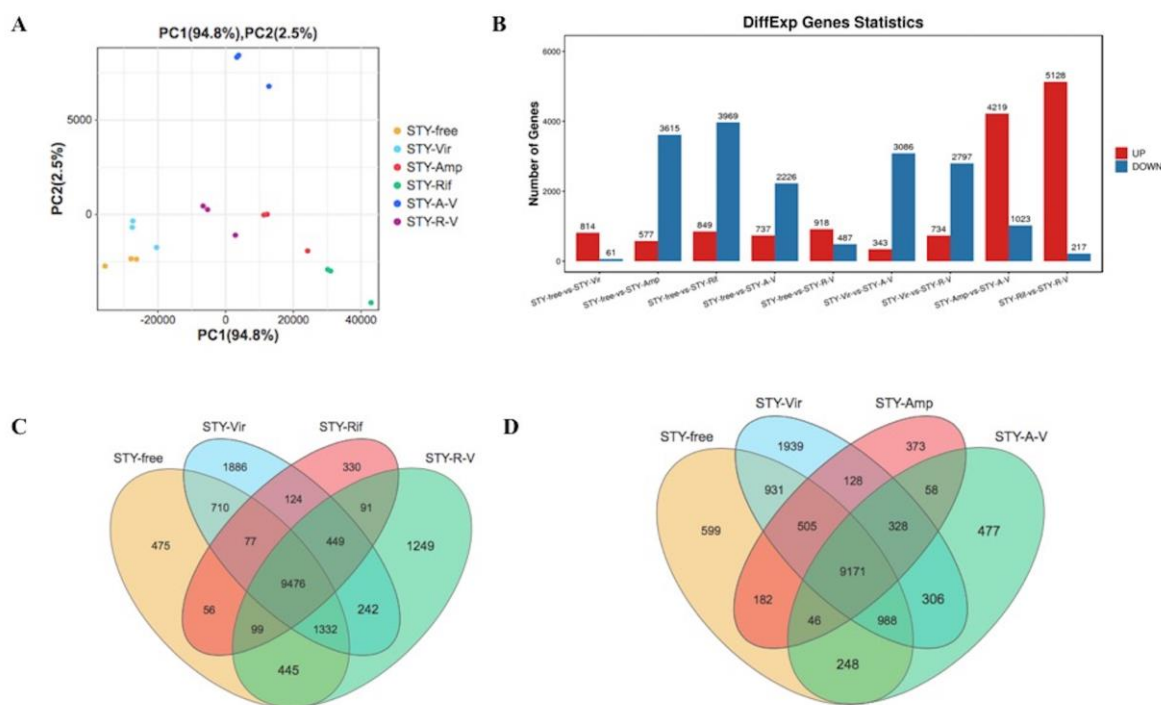 A
PC1(94.8%),PC2(2.5%)
PC2(2.5%)
5000
0
-20000
0
20000
40000
PC1(94.8%)
STY-free
STY-Vir
STY-Amp
STY-Rif
STY-A-V
STY-R-V
B
DiffExp Genes Statistics
Number of Genes
6000
4000
2000
0
814
61
577
3615
849
3969
737
2226
918
487
343
3086
734
2797
4219
1023
5128
217
STY-free-vs-STY-Vir
STY-free-vs-STY-Amp
STY-free-vs-STY-Rif
STY-free-vs-STY-A-V
STY-free-vs-STY-R-V
STY-Vir-vs-STY-A-V
STY-Vir-vs-STY-R-V
STY-Amp-vs-STY-A-V
STY-Rif-vs-STY-R-V
UP
DOWN
C
STY-free
STY-Vir
STY-Rif
STY-R-V
1886
330
710
124
91
475
77
449
1249
9476
56
242
99
1332
445
D
STY-free
STY-Vir
STY-Amp
STY-A-V
1939
373
931
128
58
599
505
328
477
9171
182
306
46
988
248